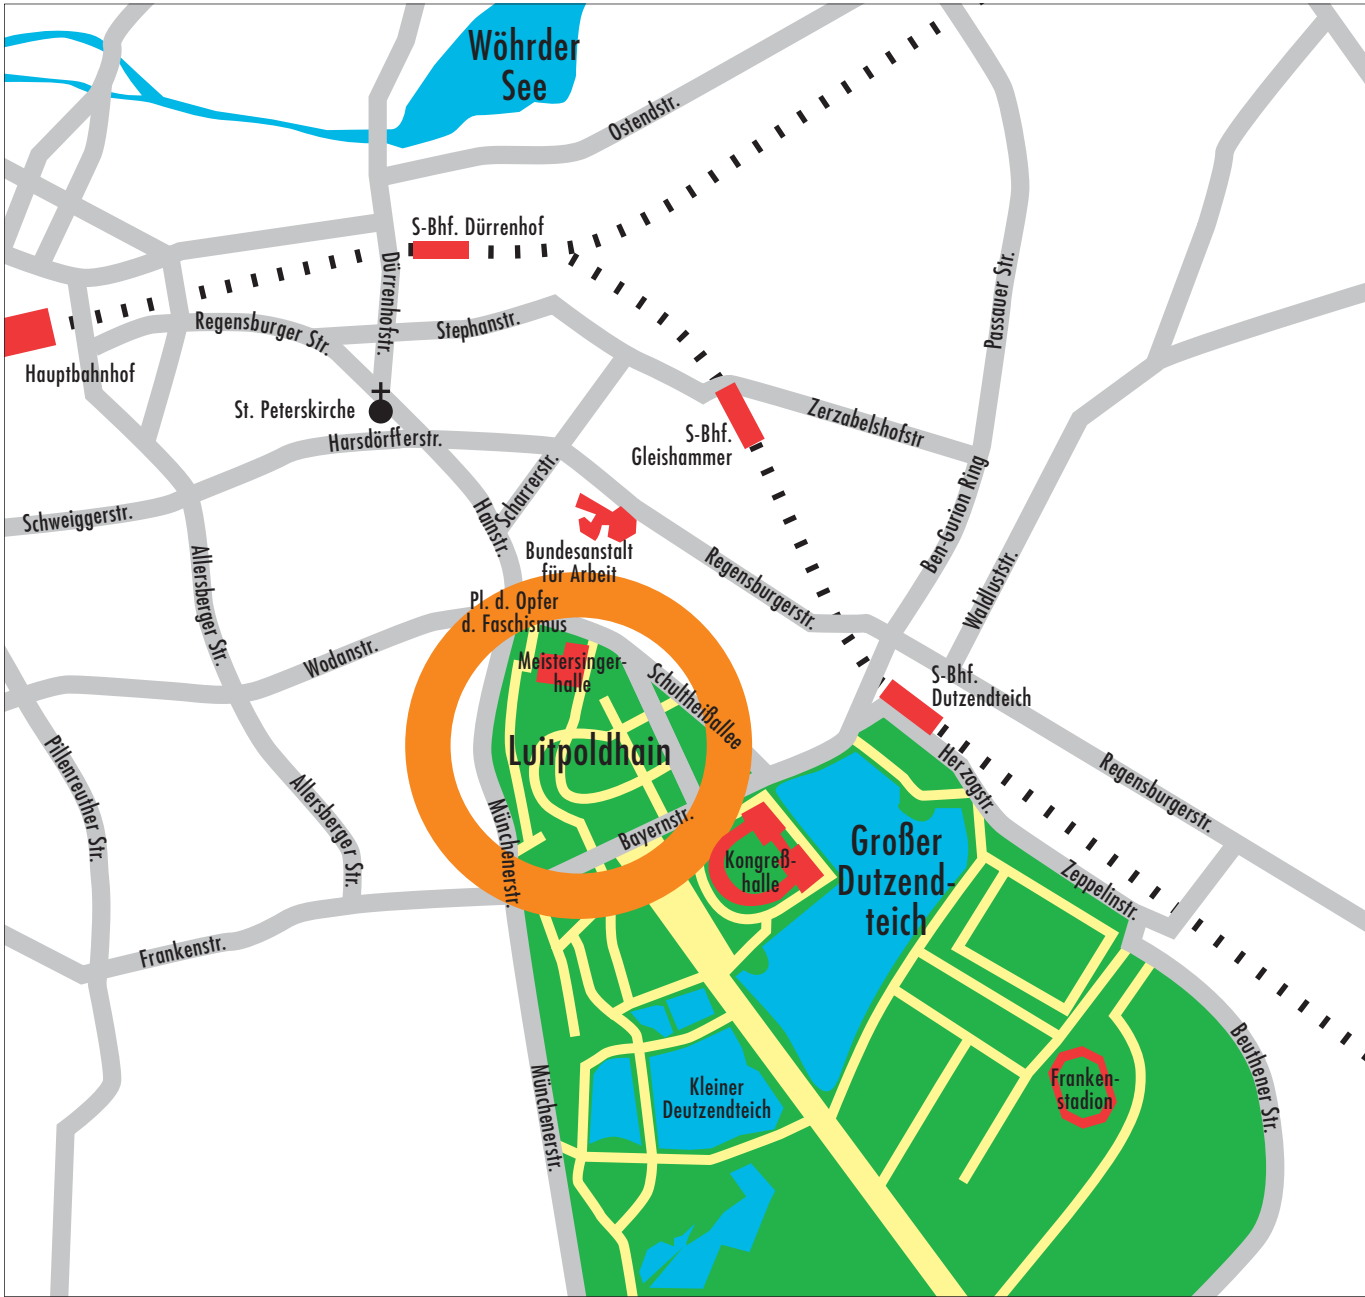 Wöhrder
See
Ostendstr.
S-Bhf. Dürrenhof
Dürrenhofstr.
Passauer Str.
Regensburger Str.
Stephanstr.
Hauptbahnhof
St. Peterskirche
Harsdörfferstr.
Zerzabelshofstr
S-Bhf.
Gleishammer
Scharrerstr.
Hainstr.
Schweiggerstr.
Ben-Gurion Ring
Bundesanstalt
für Arbeit
Allersberger Str.
Regensburgerstr.
Waldluststr.
Pl. d. Opfer
d. Faschismus
Wodanstr.
Meistersinger-
halle
Schultheißallee
S-Bhf.
Dutzendteich
Luitpoldhain
Pillenreuther Str.
Allersberger Str.
Münchenerstr.
Bayernstr.
Herzogstr.
Regensburgerstr.
Großer
Dutzend-
teich
Kongreß-
halle
Zeppelinstr.
Frankenstr.
Beuthener Str.
Kleiner
Deutzendteich
Franken-
stadion
Münchenerstr.